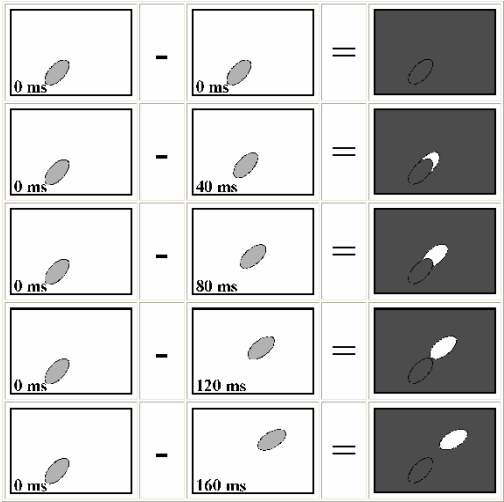 0 ms - 0 ms =
0 ms - 40 ms =
0 ms - 80 ms =
0 ms - 120 ms =
0 ms - 160 ms =